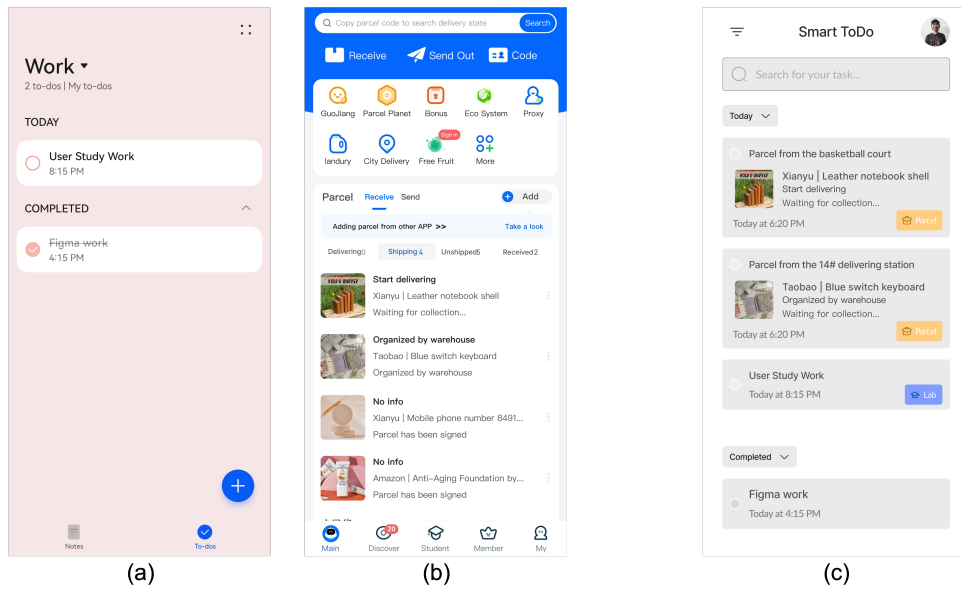 Work
2 to-dos | My to-dos
TODAY
User Study Work
8:15 PM
COMPLETED
Figma work
4:15 PM
Notes
To-dos
(a)
Copy parcel code to search delivery state
Search
Receive
Send Out
Code
GuoJiang
Parcel Planet
Bonus
Eco System
Proxy
Sign in
landury
City Delivery
Free Fruit
More
Parcel
Receive
Send
Add
Adding parcel from other APP >>
Take a look
Delivering0
Shipping 4
Unshipped5
Received2
Start delivering
Xianyu | Leather notebook shell
Waiting for collection...
Organized by warehouse
Taobao | Blue switch keyboard
Organized by warehouse
No info
Xianyu | Mobile phone number 8491...
Parcel has been signed
No info
Amazon | Anti-Aging Foundation by...
Parcel has been signed
20
Main
Discover
Student
Member
My
(b)
Smart ToDo
Search for your task...
Today
Parcel from the basketball court
Xianyu | Leather notebook shell
Start delivering
Waiting for collection...
Today at 6:20 PM
Parcel
Parcel from the 14# delivering station
Taobao | Blue switch keyboard
Organized by warehouse
Waiting for collection...
Today at 6:20 PM
Parcel
User Study Work
Today at 8:15 PM
Lab
Completed
Figma work
Today at 4:15 PM
(c)